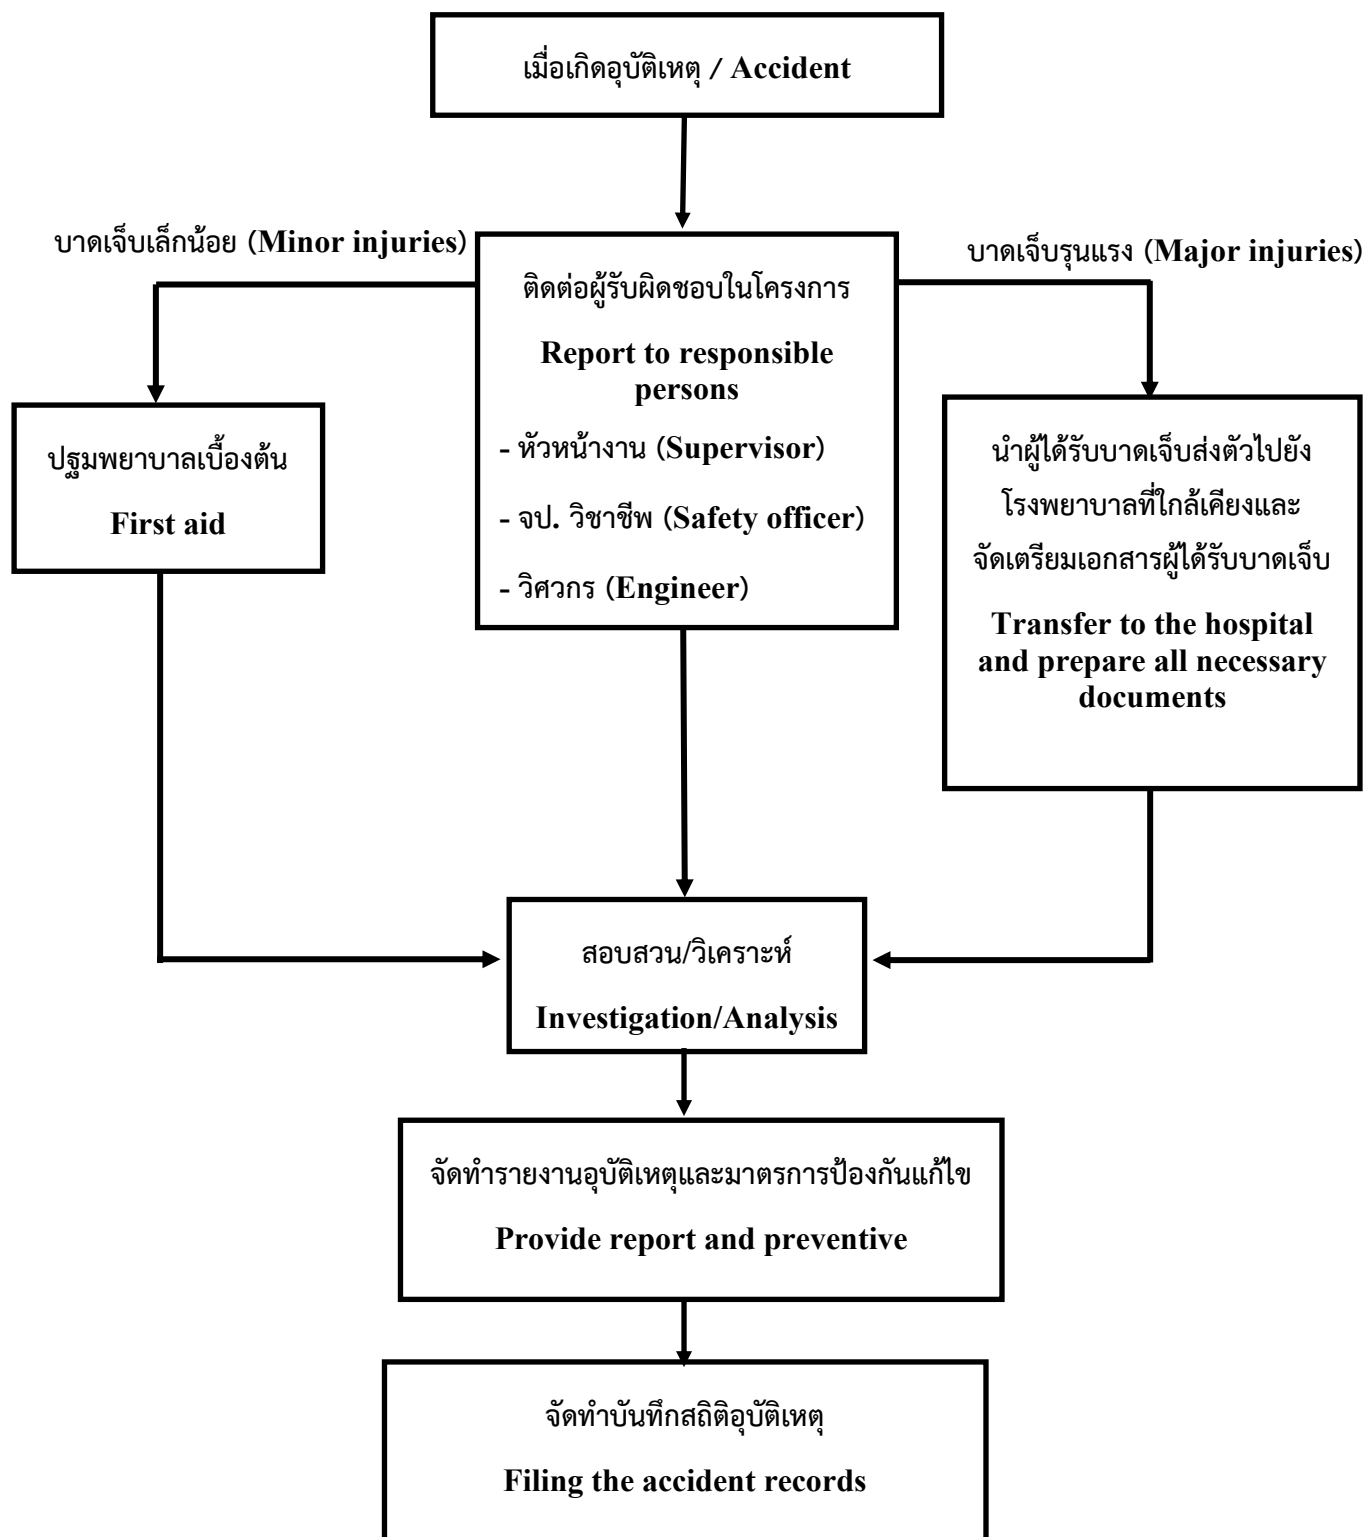 เมื่อเกิดอุบัติเหตุ / Accident
บาดเจ็บเล็กน้อย (Minor injuries)
บาดเจ็บรุนแรง (Major injuries)
ติดต่อผู้รับผิดชอบในโครงการ
Report to responsible
persons
- หัวหน้างาน (Supervisor)
- จป. วิชาชีพ (Safety officer)
- วิศวกร (Engineer)
ปฐมพยาบาลเบื้องต้น
First aid
นำผู้ได้รับบาดเจ็บส่งตัวไปยัง
โรงพยาบาลที่ใกล้เคียงและ
จัดเตรียมเอกสารผู้ได้รับบาดเจ็บ
Transfer to the hospital
and prepare all necessary
documents
สอบสวน/วิเคราะห์
Investigation/Analysis
จัดทำรายงานอุบัติเหตุและมาตรการป้องกันแก้ไข
Provide report and preventive
จัดทำบันทึกสถิติอุบัติเหตุ
Filing the accident records